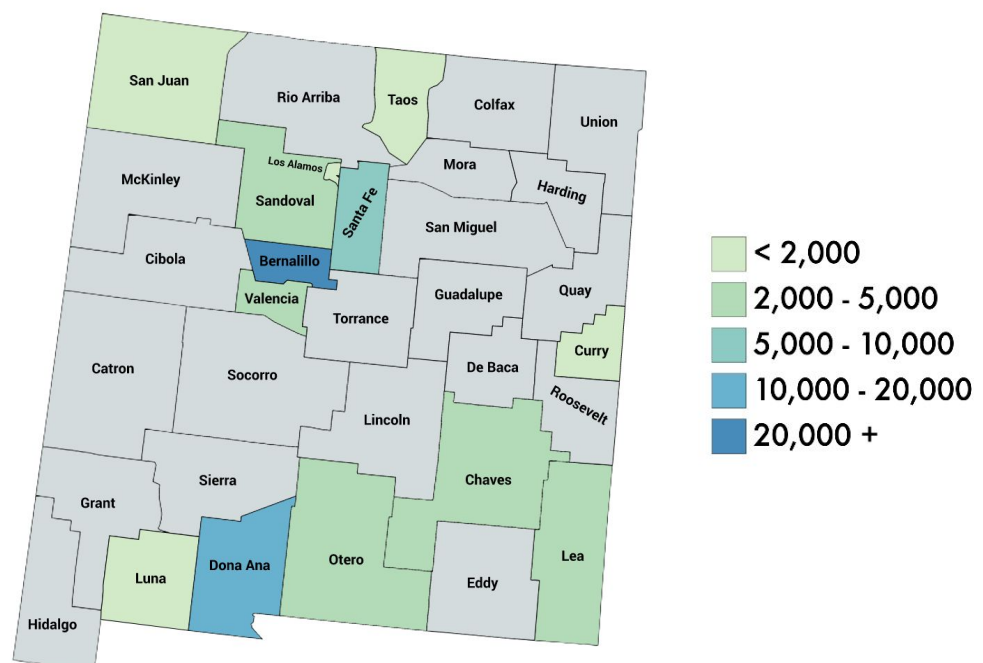 San Juan
Rio Arriba
Taos
Colfax
Union
Los Alamos
Mora
McKinley
Sandoval
Santa Fe
Harding
San Miguel
Cibola
Bernalillo
Valencia
Guadalupe
Quay
Torrance
Curry
Catron
Socorro
De Baca
Roosevelt
Lincoln
Sierra
Chaves
Grant
Luna
Dona Ana
Otero
Eddy
Lea
Hidalgo
< 2,000
2,000 - 5,000
5,000 - 10,000
10,000 - 20,000
20,000 +